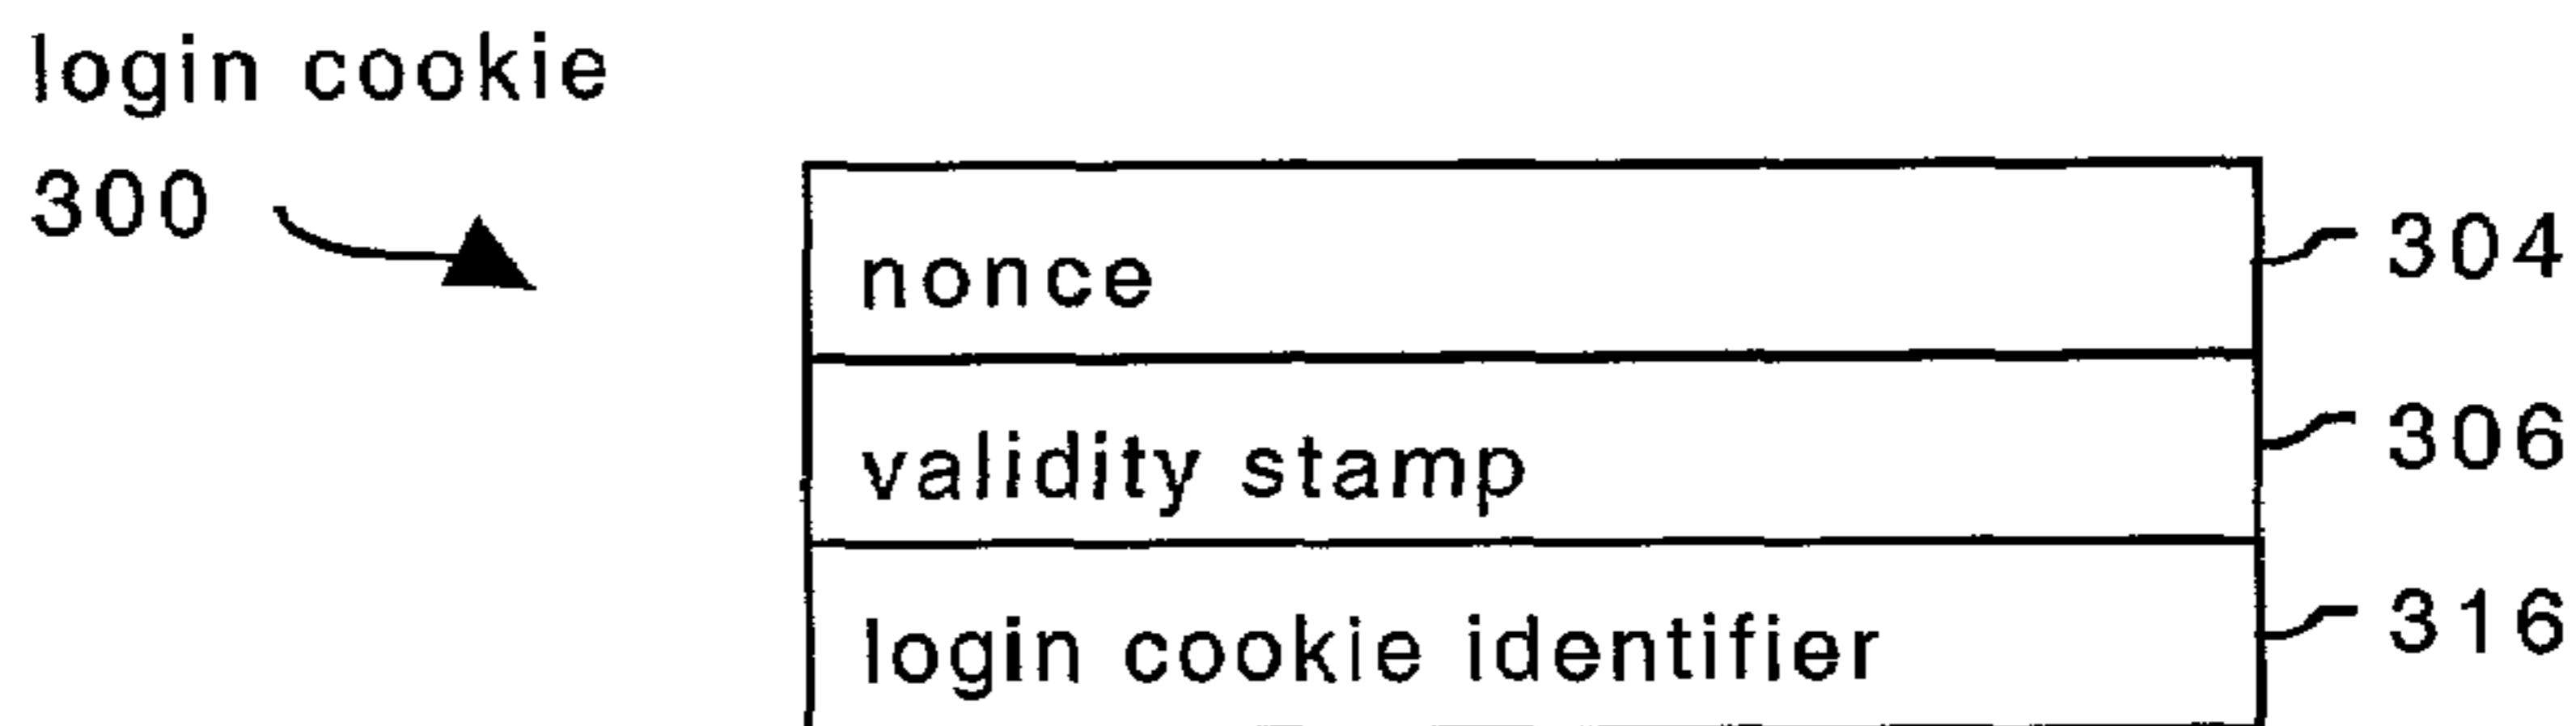 login cookie
300
nonce
304
validity stamp
306
login cookie identifier
316